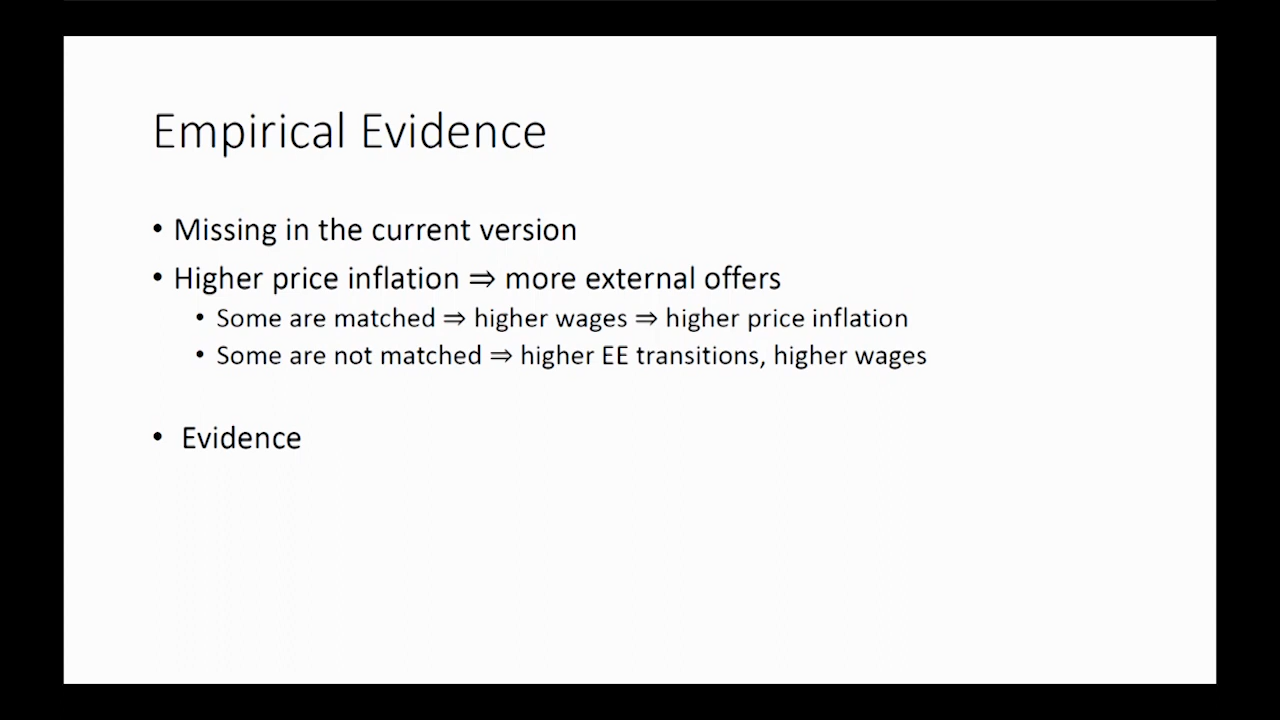 Empirical Evidence
• Missing in the current version
• Higher price inflation ⇒ more external offers
• Some are matched ⇒ higher wages ⇒ higher price inflation
• Some are not matched ⇒ higher EE transitions, higher wages
• Evidence